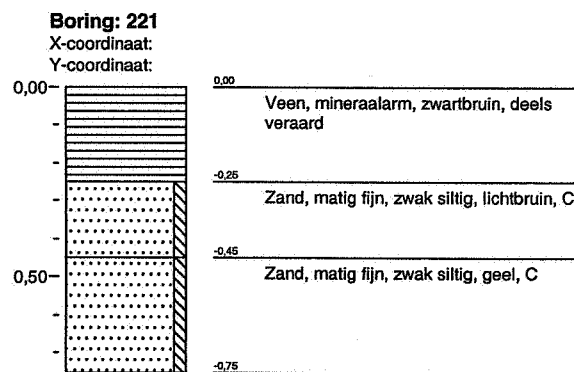 Boring: 221
X-coordinaat:
Y-coordinaat:
0,00
0,00
Veen, mineraalarm, zwartbruin, deels
veraard
-0,25
Zand, matig fijn, zwak siltig, lichtbruin, C
-0,45
0,50
Zand, matig fijn, zwak siltig, geel, C
-0,75